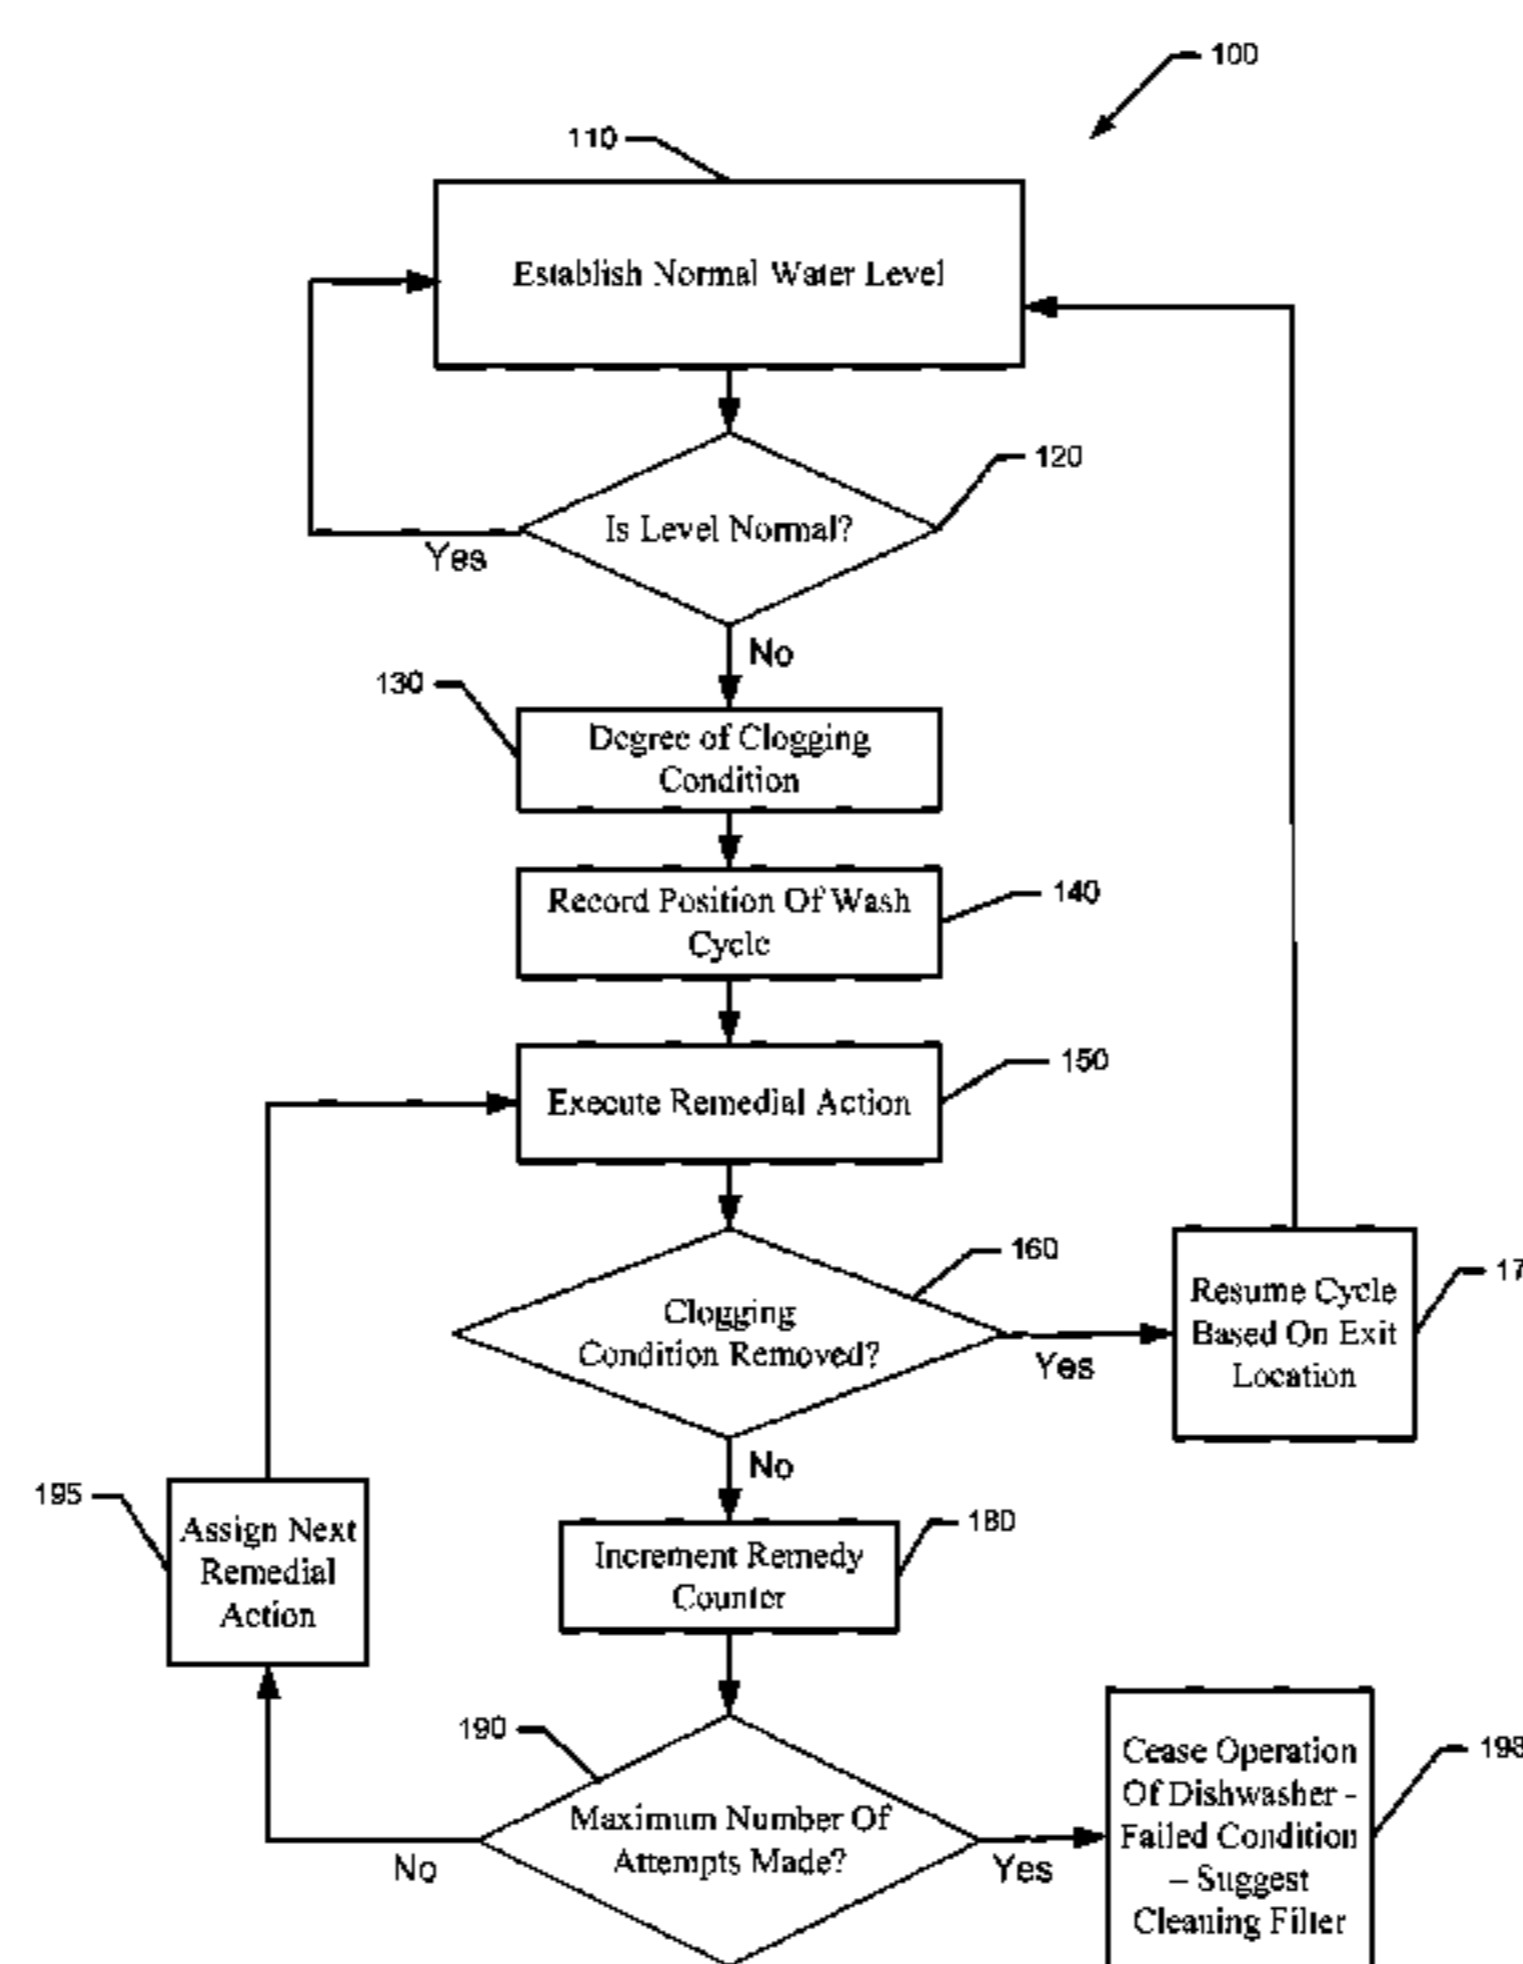 100
110
Establish Normal Water Level
120
Is Level Normal?
Yes
No
130
Degree of Clogging
Condition
Record Position Of Wash
Cycle
140
Execute Remedial Action
150
160
Clogging
Condition Removed?
Yes
Resume Cycle
Based On Exit
Location
17
No
195
Assign Next
Remedial
Action
Increment Remedy
Counter
180
190
Maximum Number Of
Attempts Made?
No
Yes
Cease Operation
Of Dishwasher -
Failed Condition
– Suggest
Cleaning Filter
198